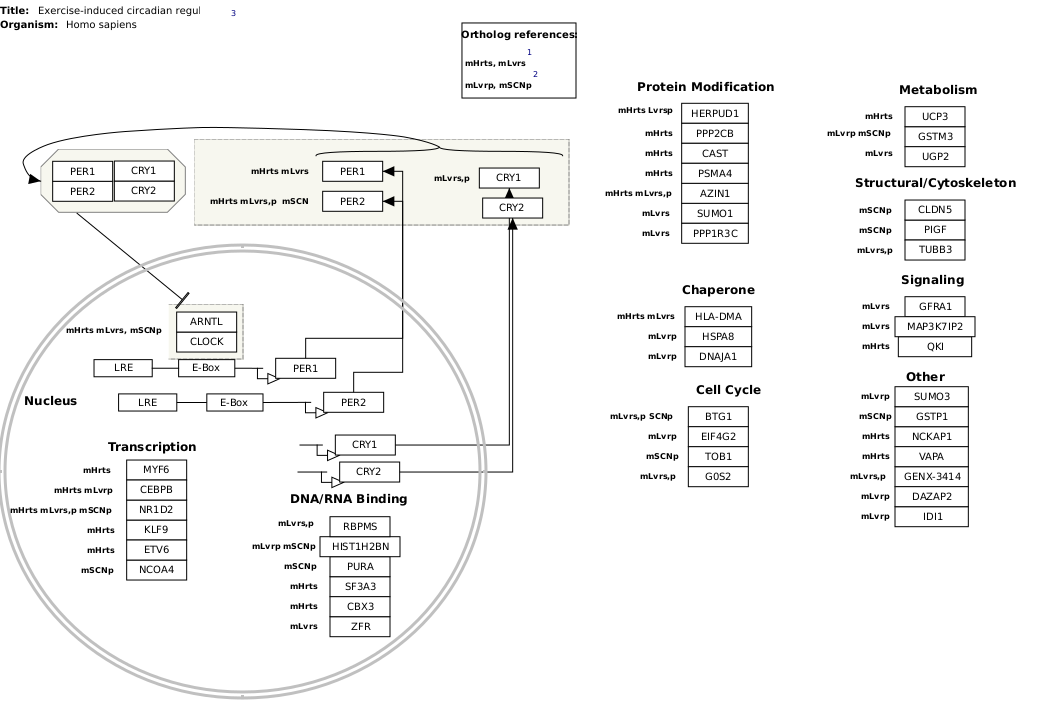 Title: Exercise-induced circadian regul
3
Organism: Homo sapiens
Ortholog references:
1
mHrts, mLvrs
2
mLvrp, mSCNp
PER1 CRY1
PER2 CRY2
mHrts mLvrs PER1
mHrts mLvrs,p mSCN PER2
mLvrs,p CRY1
CRY2
mHrts mLvrs, mSCNp
ARNTL
CLOCK
LRE E-Box PER1
Nucleus
LRE E-Box PER2
CRY1
CRY2
Transcription
mHrts MYF6
mHrts mLvrp CEBPB
mHrts mLvrs,p mSCNp NR1D2
mHrts KLF9
mHrts ETV6
mSCNp NCOA4
DNA/RNA Binding
mLvrs,p RBPMS
mLvrp mSCNp HIST1H2BN
mSCNp PURA
mHrts SF3A3
mHrts CBX3
mLvrs ZFR
Protein Modification
mHrts Lvrsp HERPUD1
mHrts PPP2CB
mHrts CAST
mHrts PSMA4
mHrts mLvrs,p AZIN1
mLvrs SUMO1
mLvrs PPP1R3C
Chaperone
mHrts mLvrs HLA-DMA
mLvrp HSPA8
mLvrp DNAJA1
Cell Cycle
mLvrs,p SCNp BTG1
mLvrp EIF4G2
mSCNp TOB1
mLvrs,p G0S2
Metabolism
mHrts UCP3
mLvrp mSCNp GSTM3
mLvrs UGP2
Structural/Cytoskeleton
mSCNp CLDN5
mSCNp PIGF
mLvrs,p TUBB3
Signaling
mLvrs GFRA1
mLvrs MAP3K7IP2
mHrts QKI
Other
mLvrp SUMO3
mSCNp GSTP1
mHrts NCKAP1
mHrts VAPA
mLvrs,p GENX-3414
mLvrp DAZAP2
mLvrp IDI1